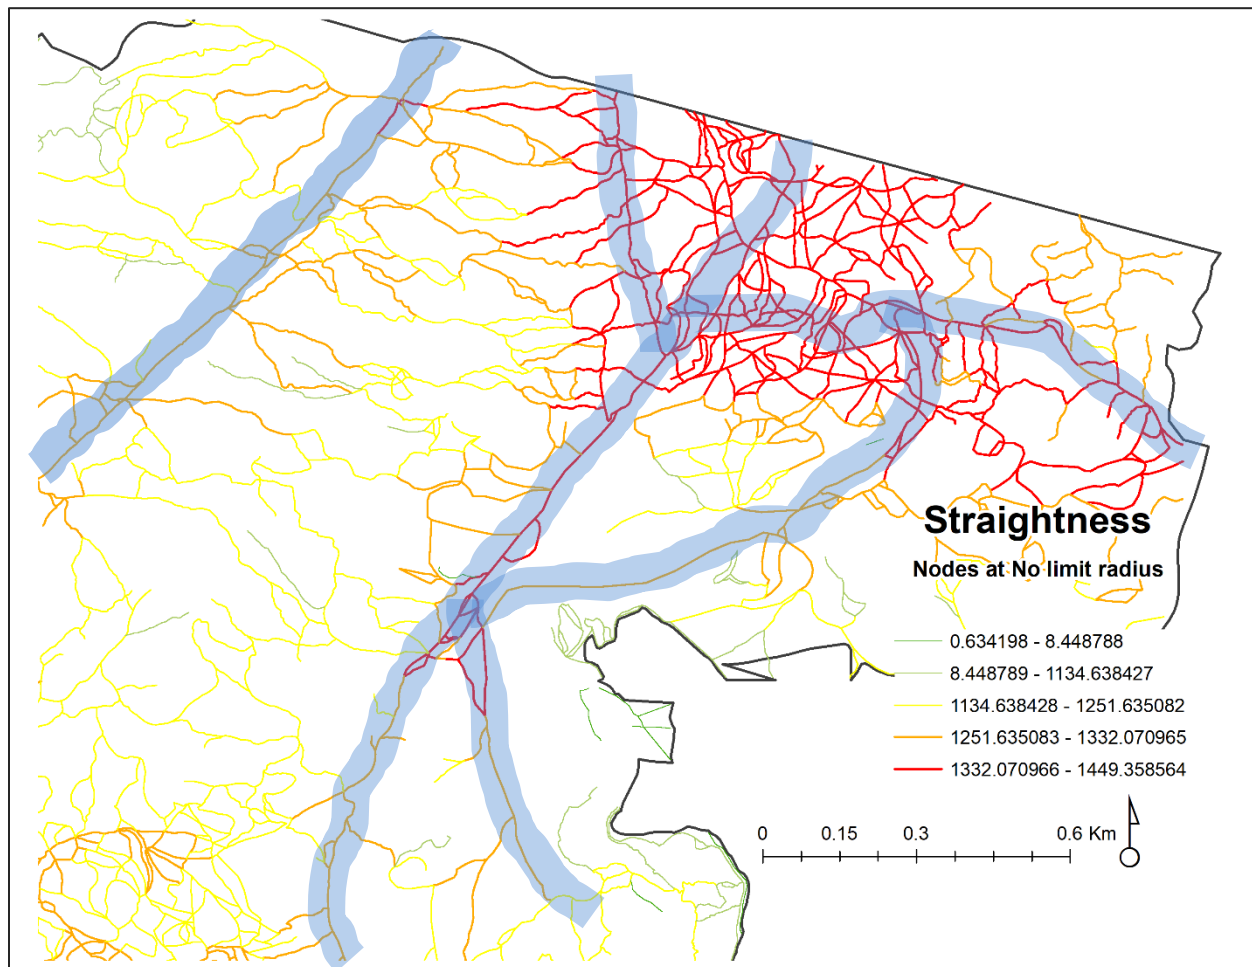 Straightness
Nodes at No limit radius
0.634198 - 8.448788
8.448789 - 1134.638427
1134.638428 - 1251.635082
1251.635083 - 1332.070965
1332.070966 - 1449.358564
0 0.15 0.3 0.6 Km